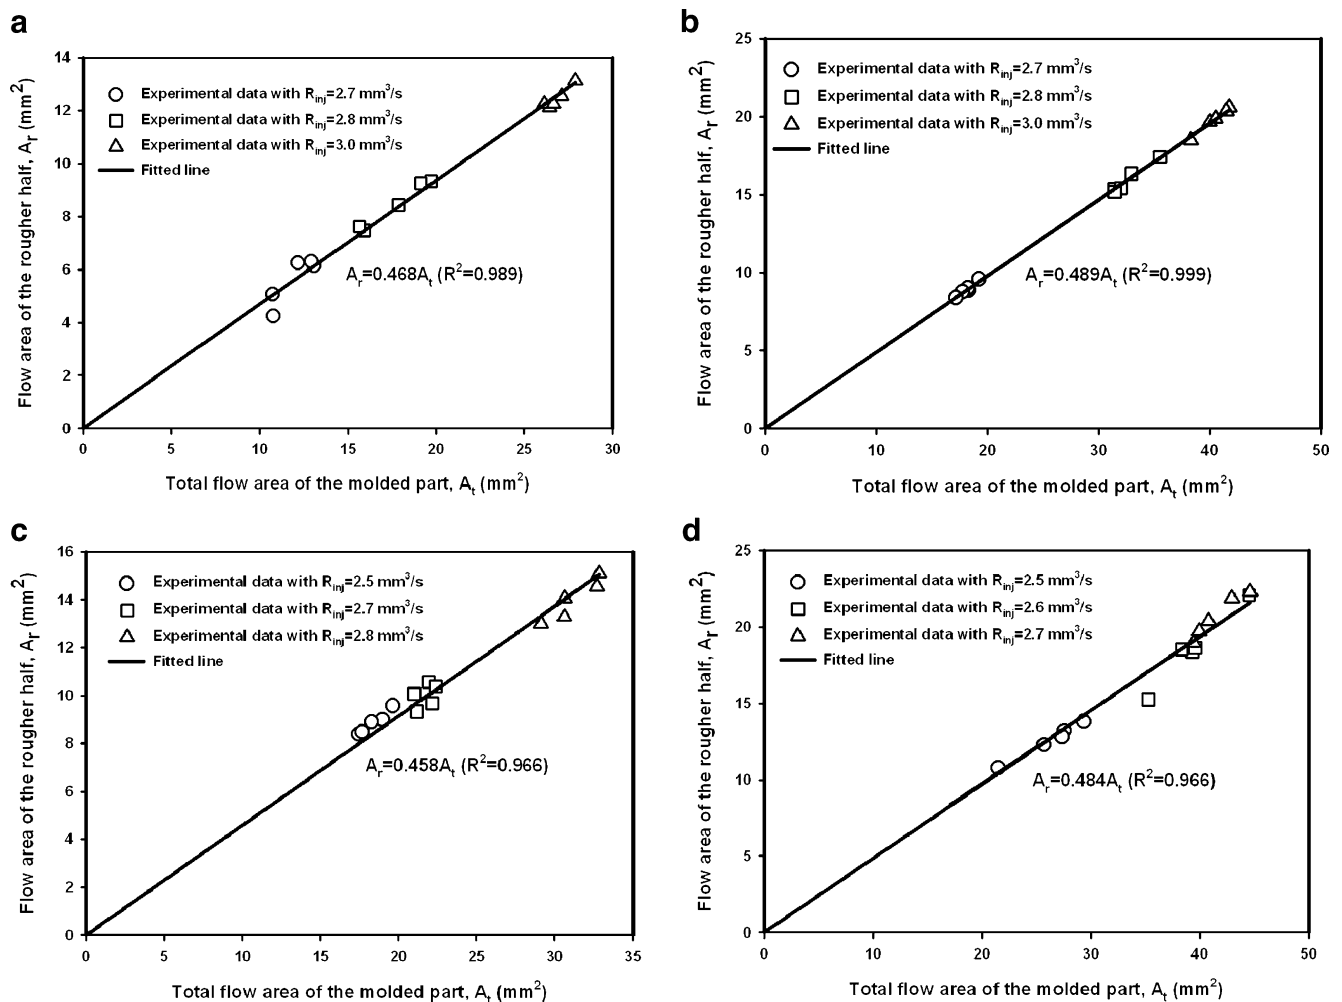 a
Flow area of the rougher half, Aᵣ (mm²)
14
12
10
8
6
4
2
0
Experimental data with Rinj=2.7 mm³/s
Experimental data with Rinj=2.8 mm³/s
Experimental data with Rinj=3.0 mm³/s
Fitted line
Ar=0.468At (R²=0.989)
0 5 10 15 20 25 30
Total flow area of the molded part, At (mm²)
b
Flow area of the rougher half, Aᵣ (mm²)
25
20
15
10
5
0
Experimental data with Rinj=2.7 mm³/s
Experimental data with Rinj=2.8 mm³/s
Experimental data with Rinj=3.0 mm³/s
Fitted line
Ar=0.489At (R²=0.999)
0 10 20 30 40 50
Total flow area of the molded part, At (mm²)
c
Flow area of the rougher half, Aᵣ (mm²)
16
14
12
10
8
6
4
2
0
Experimental data with Rinj=2.5 mm³/s
Experimental data with Rinj=2.7 mm³/s
Experimental data with Rinj=2.8 mm³/s
Fitted line
Ar=0.458At (R²=0.966)
0 5 10 15 20 25 30 35
Total flow area of the molded part, At (mm²)
d
Flow area of the rougher half, Aᵣ (mm²)
25
20
15
10
5
0
Experimental data with Rinj=2.5 mm³/s
Experimental data with Rinj=2.6 mm³/s
Experimental data with Rinj=2.7 mm³/s
Fitted line
Ar=0.484At (R²=0.966)
0 10 20 30 40 50
Total flow area of the molded part, At (mm²)